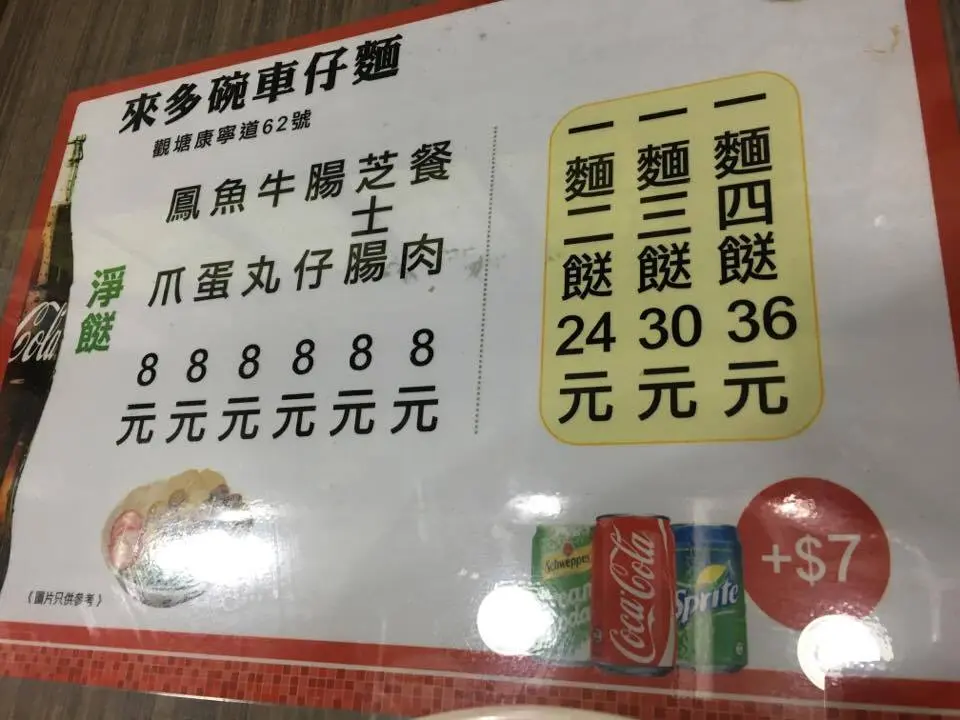 來多碗車仔麵
觀塘康寧道62號
一麵四餸36元
一麵三餸30元
一麵二餸24元
餐肉8元
芝士腸8元
腸仔8元
牛丸8元
魚蛋8元
鳳爪8元
淨餸
Cola
Schweppes
Coca-Cola
Sprite
+$7
《圖片只供參考》